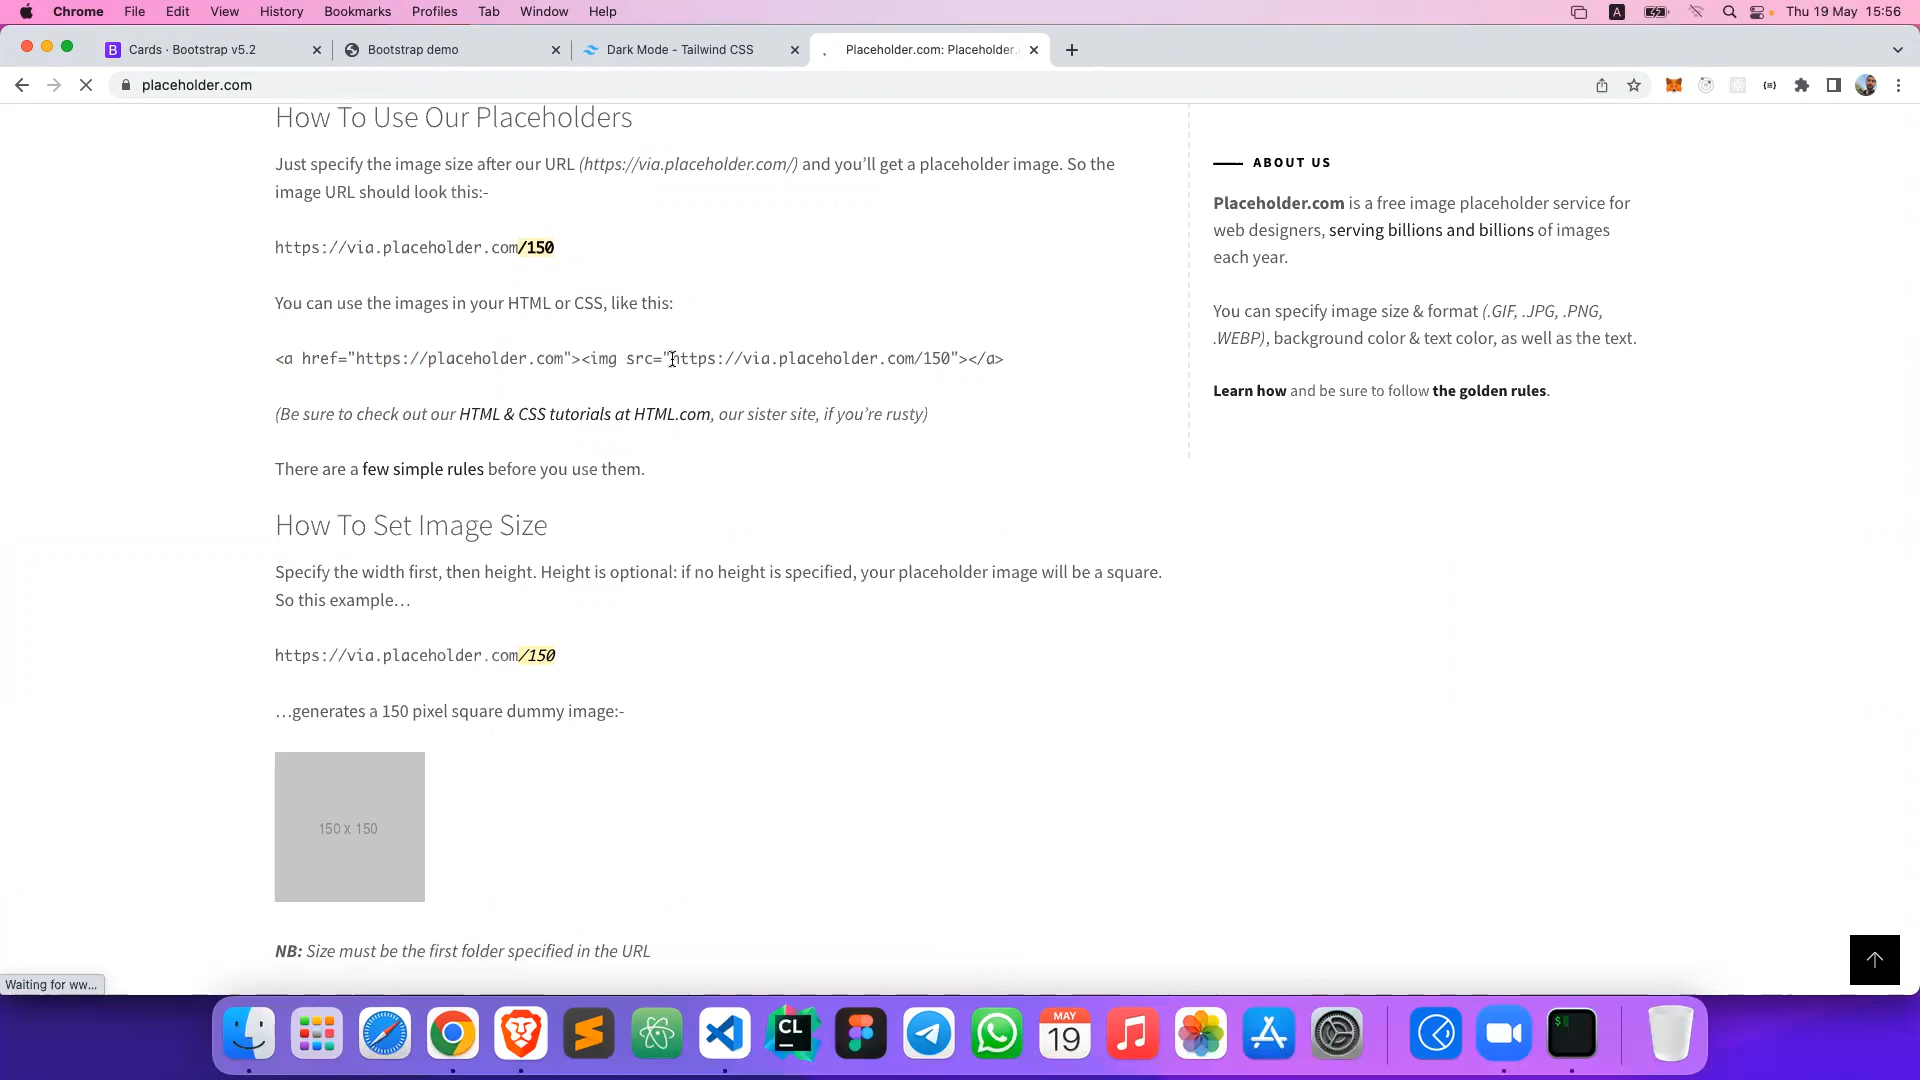 Chrome File Edit View History Bookmarks Profiles Tab Window Help
A
Thu 19 May 15:56
Cards · Bootstrap v5.2
Bootstrap demo
Dark Mode - Tailwind CSS
Placeholder.com: Placeholder.
placeholder.com
How To Use Our Placeholders
Just specify the image size after our URL (https://via.placeholder.com/) and you’ll get a placeholder image. So the
image URL should look this:-
https://via.placeholder.com/150
You can use the images in your HTML or CSS, like this:
<a href="https://placeholder.com"><img src="https://via.placeholder.com/150"></a>
(Be sure to check out our HTML & CSS tutorials at HTML.com, our sister site, if you’re rusty)
There are a few simple rules before you use them.
How To Set Image Size
Specify the width first, then height. Height is optional: if no height is specified, your placeholder image will be a square.
So this example…
https://via.placeholder.com/150
…generates a 150 pixel square dummy image:-
150 x 150
NB: Size must be the first folder specified in the URL
ABOUT US
Placeholder.com is a free image placeholder service for
web designers, serving billions and billions of images
each year.
You can specify image size & format (.GIF, .JPG, .PNG,
.WEBP), background color & text color, as well as the text.
Learn how and be sure to follow the golden rules.
Waiting for ww...
CL
MAY
19
$